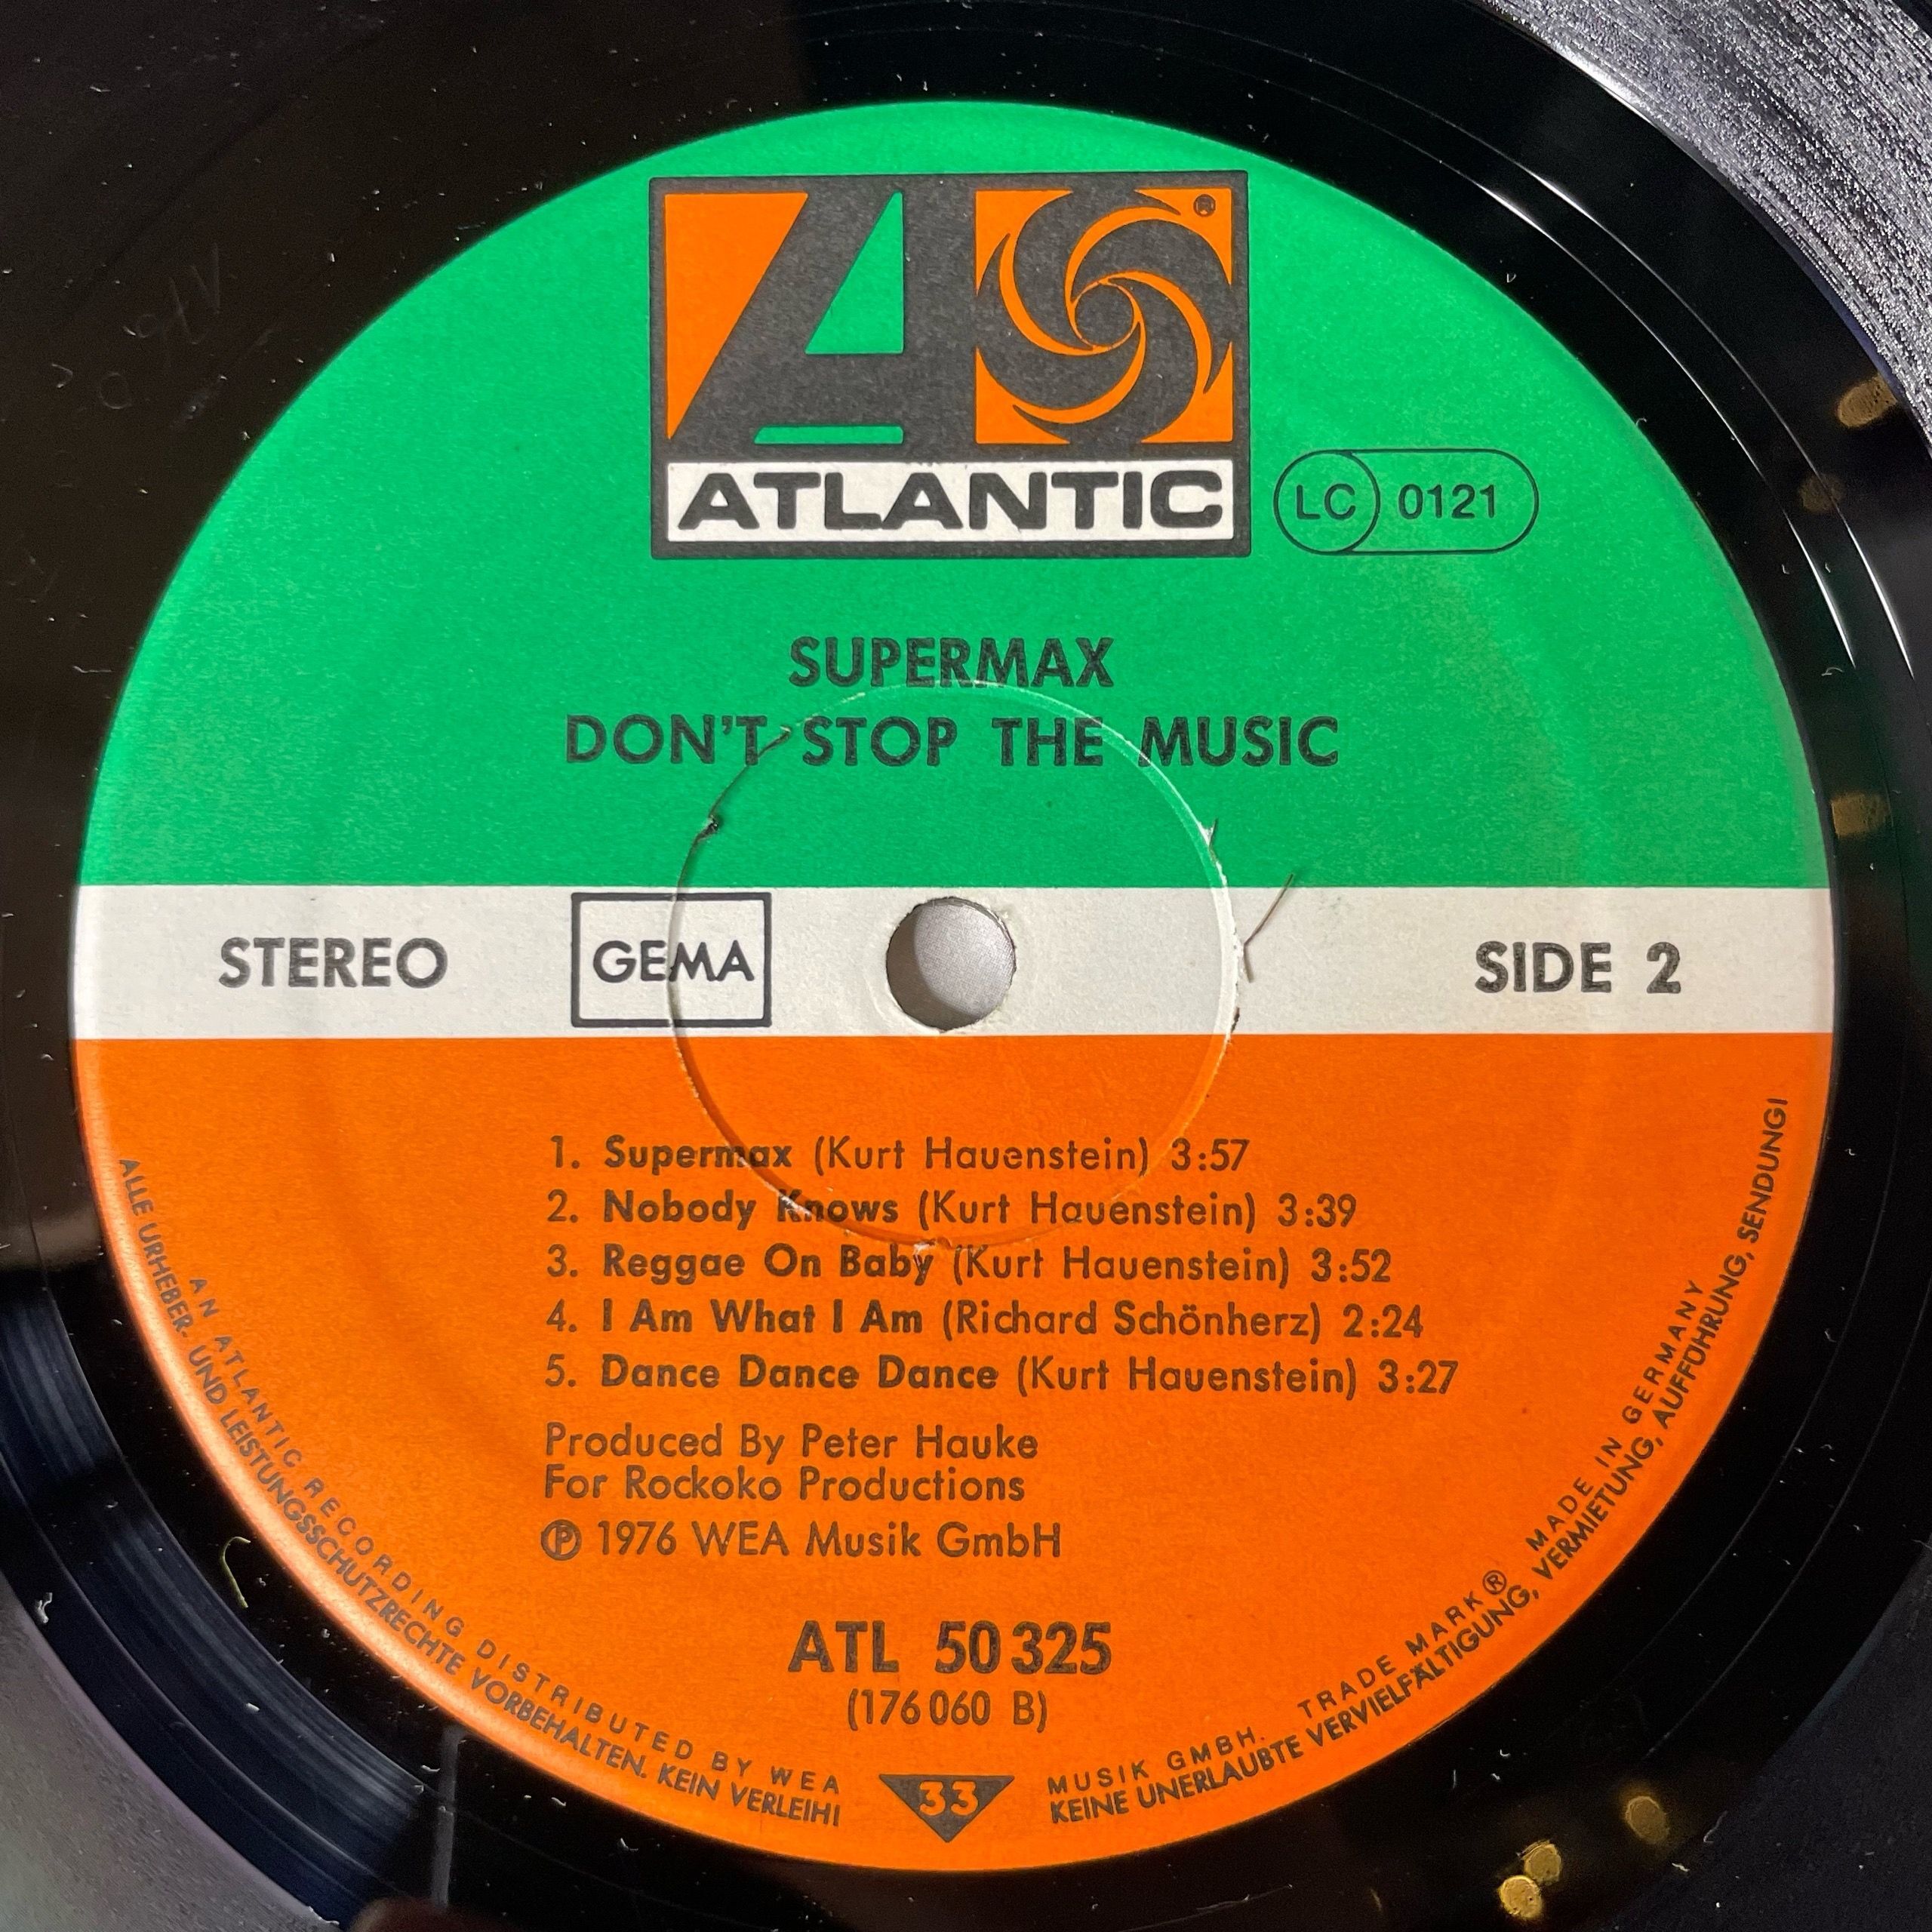 ®
ATLANTIC
LC 0121
SUPERMAX
DON'T STOP THE MUSIC
STEREO
GEMA
SIDE 2
1. Supermax (Kurt Hauenstein) 3:57
2. Nobody Knows (Kurt Hauenstein) 3:39
3. Reggae On Baby (Kurt Hauenstein) 3:52
4. I Am What I Am (Richard Schönherz) 2:24
5. Dance Dance Dance (Kurt Hauenstein) 3:27
Produced By Peter Hauke
For Rockoko Productions
℗ 1976 WEA Musik GmbH
ATL 50 325
(176 060 B)
33
AN ATLANTIC RECORDING DISTRIBUTED BY WEA MUSIK GMBH. TRADE MARK® MADE IN GERMANY
ALLE URHEBER- UND LEISTUNGSSCHUTZRECHTE VORBEHALTEN. KEIN VERLEIH! KEINE UNERLAUBTE VERVIELFÄLTIGUNG, VERMIETUNG, AUFFÜHRUNG, SENDUNG!